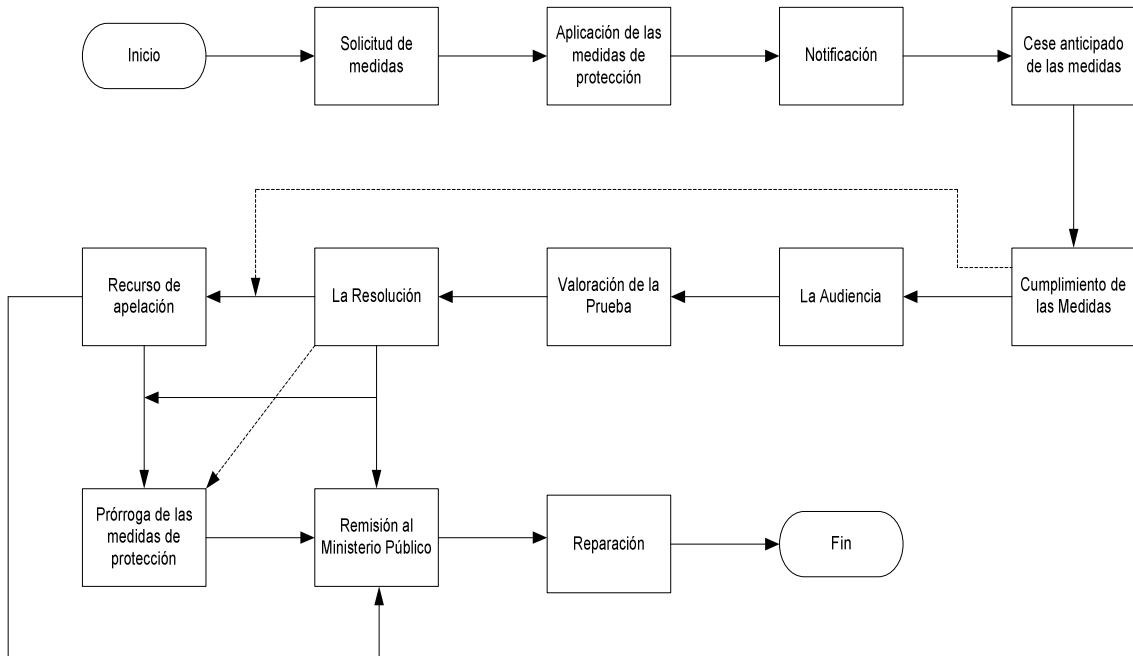 Inicio
Solicitud de
medidas
Aplicación de las
medidas de
protección
Notificación
Cese anticipado
de las medidas
Recurso de
apelación
La Resolución
Valoración de la
Prueba
La Audiencia
Cumplimiento de
las Medidas
Prórroga de las
medidas de
protección
Remisión al
Ministerio Público
Reparación
Fin